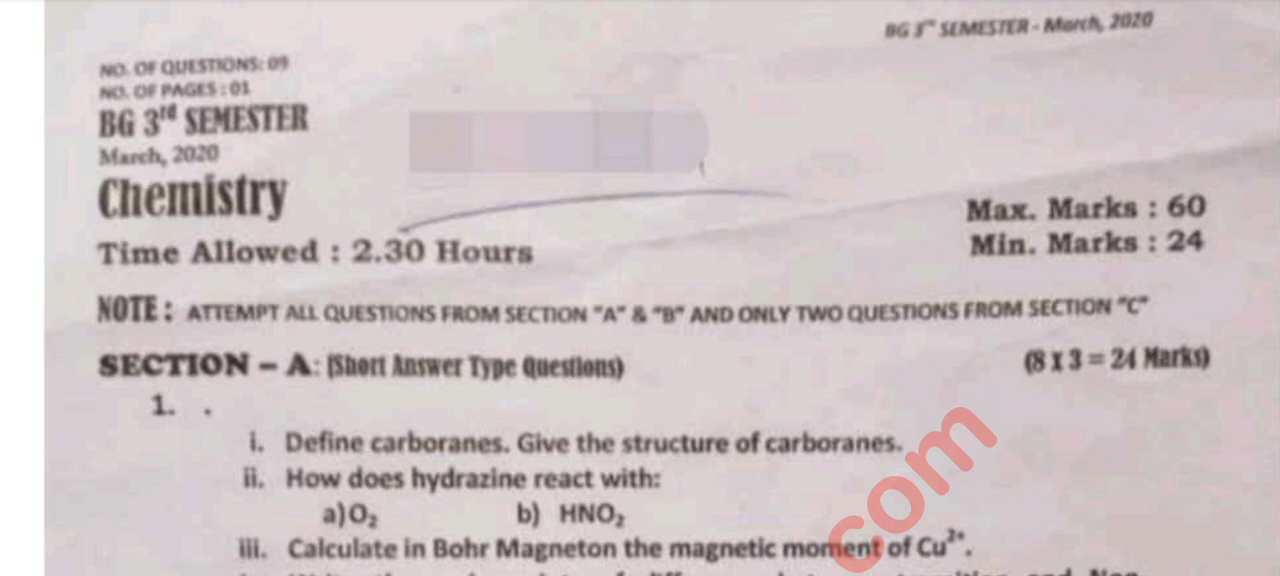 BG 3rd SEMESTER - March, 2020
NO. OF QUESTIONS: 09
NO. OF PAGES : 01
BG 3rd SEMESTER
March, 2020
Chemistry
Max. Marks : 60
Time Allowed : 2.30 Hours
Min. Marks : 24
NOTE : ATTEMPT ALL QUESTIONS FROM SECTION "A" & "B" AND ONLY TWO QUESTIONS FROM SECTION "C"
SECTION – A: (Short Answer Type Questions) (8 x 3 = 24 Marks)
1. .
i. Define carboranes. Give the structure of carboranes.
ii. How does hydrazine react with:
a) O₂ b) HNO₂
iii. Calculate in Bohr Magneton the magnetic moment of Cu²⁺.
com